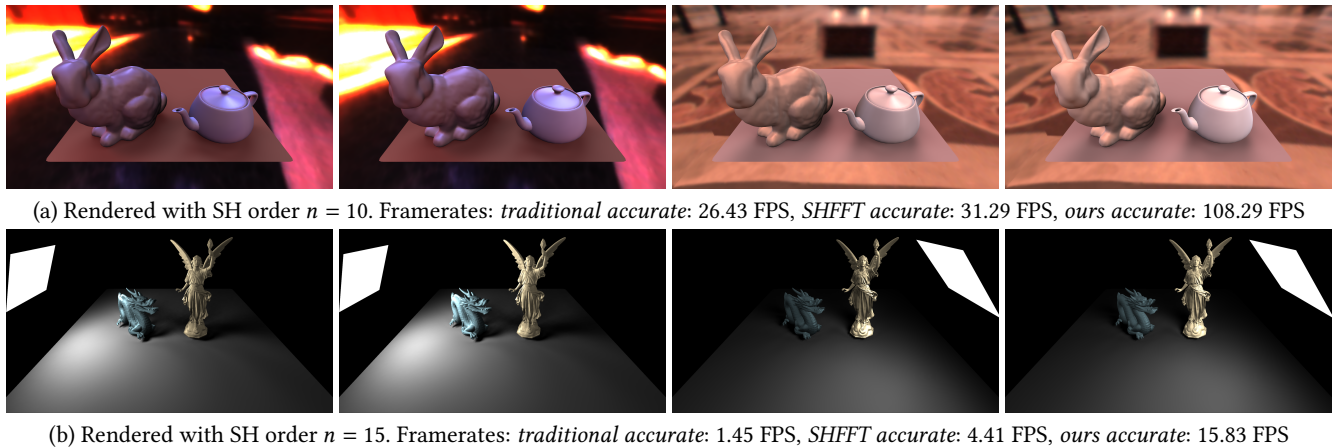 (a) Rendered with SH order n = 10. Framerates: traditional accurate: 26.43 FPS, SHFFT accurate: 31.29 FPS, ours accurate: 108.29 FPS
(b) Rendered with SH order n = 15. Framerates: traditional accurate: 1.45 FPS, SHFFT accurate: 4.41 FPS, ours accurate: 15.83 FPS